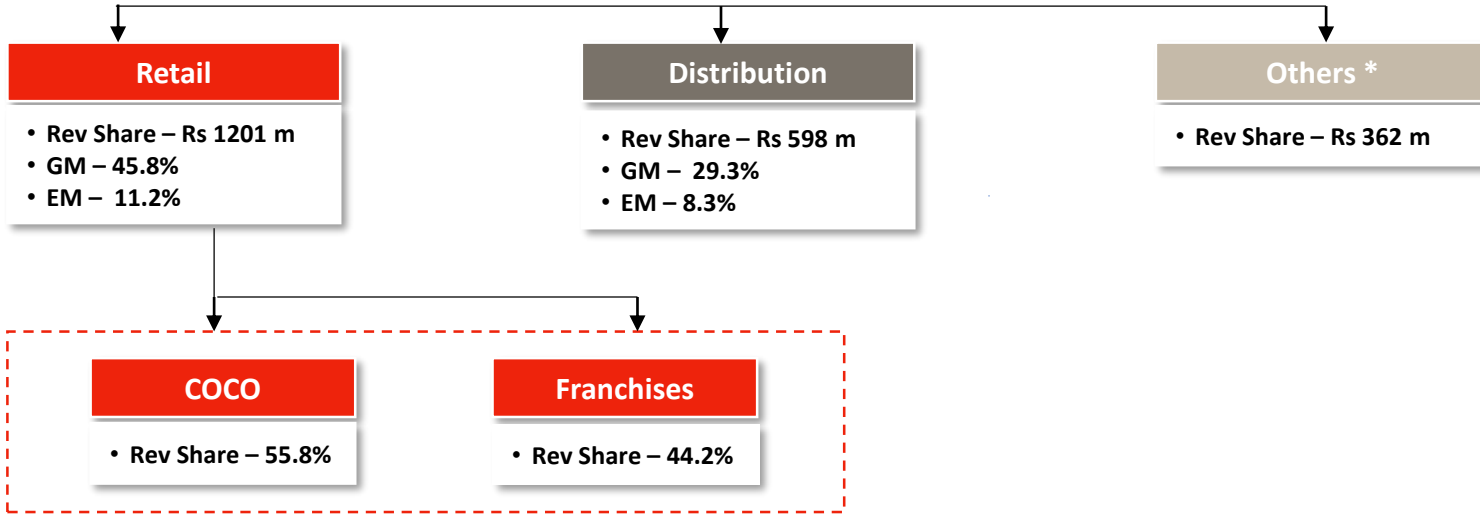 Retail
• Rev Share – Rs 1201 m
• GM – 45.8%
• EM – 11.2%
Distribution
• Rev Share – Rs 598 m
• GM – 29.3%
• EM – 8.3%
Others *
• Rev Share – Rs 362 m
COCO
• Rev Share – 55.8%
Franchises
• Rev Share – 44.2%